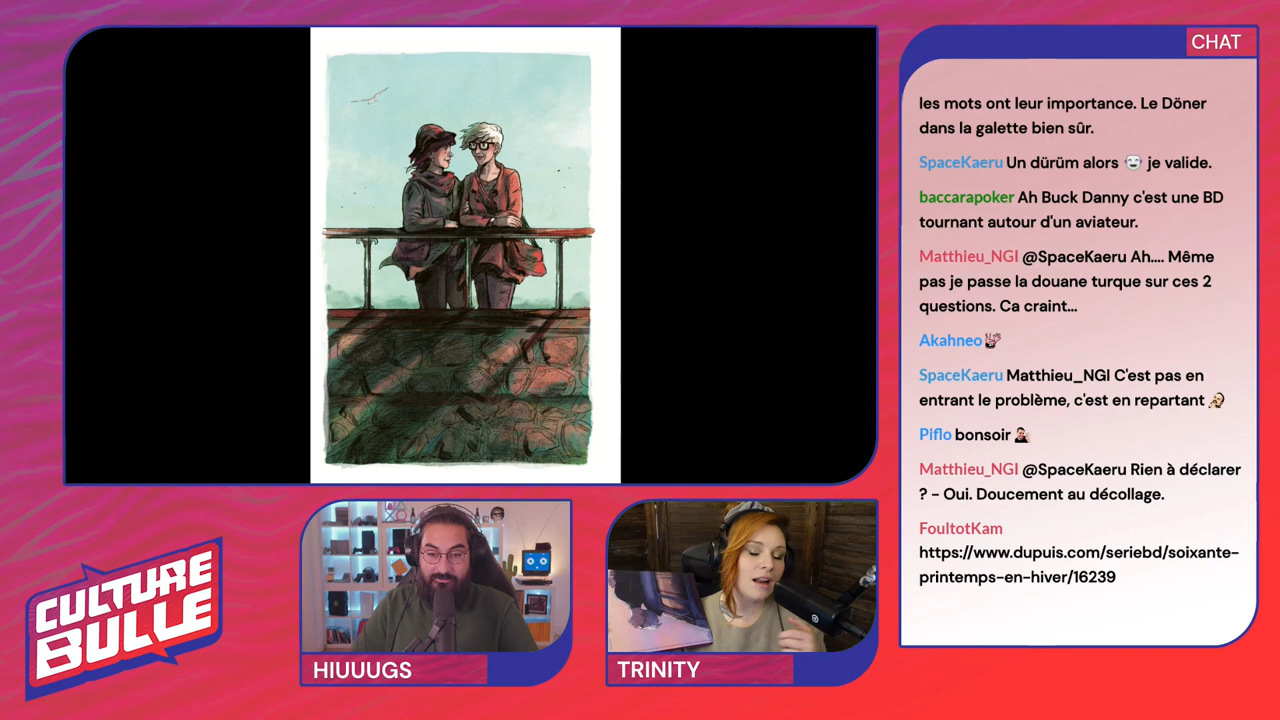 CHAT
les mots ont leur importance. Le Döner
dans la galette bien sûr.
SpaceKaeru Un dürüm alors je valide.
baccarapoker Ah Buck Danny c'est une BD
tournant autour d'un aviateur.
Matthieu_NGI @SpaceKaeru Ah.... Même
pas je passe la douane turque sur ces 2
questions. Ca craint...
Akahneo
SpaceKaeru Matthieu_NGI C'est pas en
entrant le problème, c'est en repartant
Piflo bonsoir
Matthieu_NGI @SpaceKaeru Rien à déclarer
? - Oui. Doucement au décollage.
FoultotKam
https://www.dupuis.com/seriebd/soixante-
printemps-en-hiver/16239
CULTURE
BULLE
HIUUUGS
TRINITY